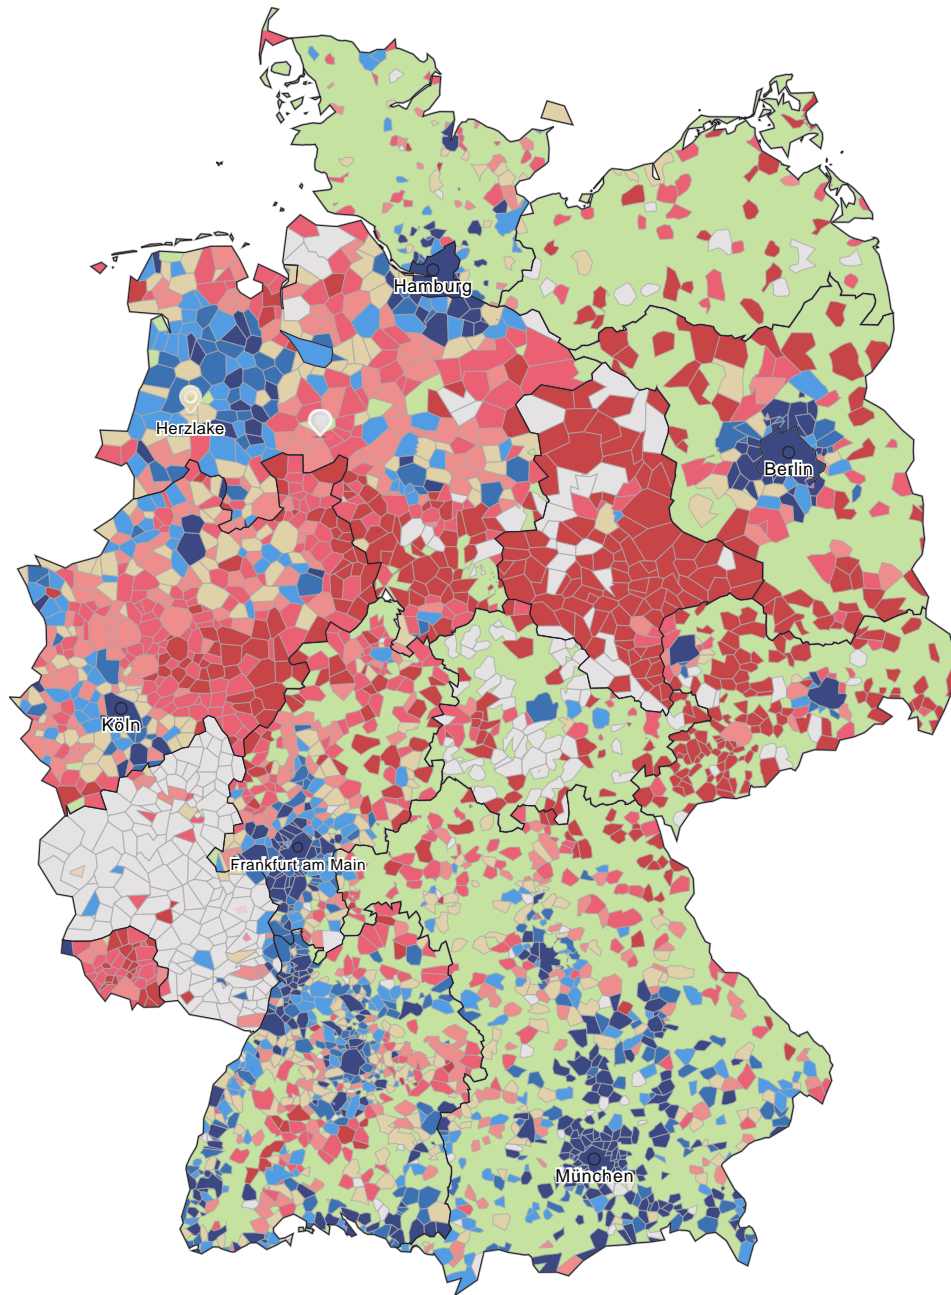 Hamburg
Herzlake
Berlin
Köln
Frankfurt am Main
München